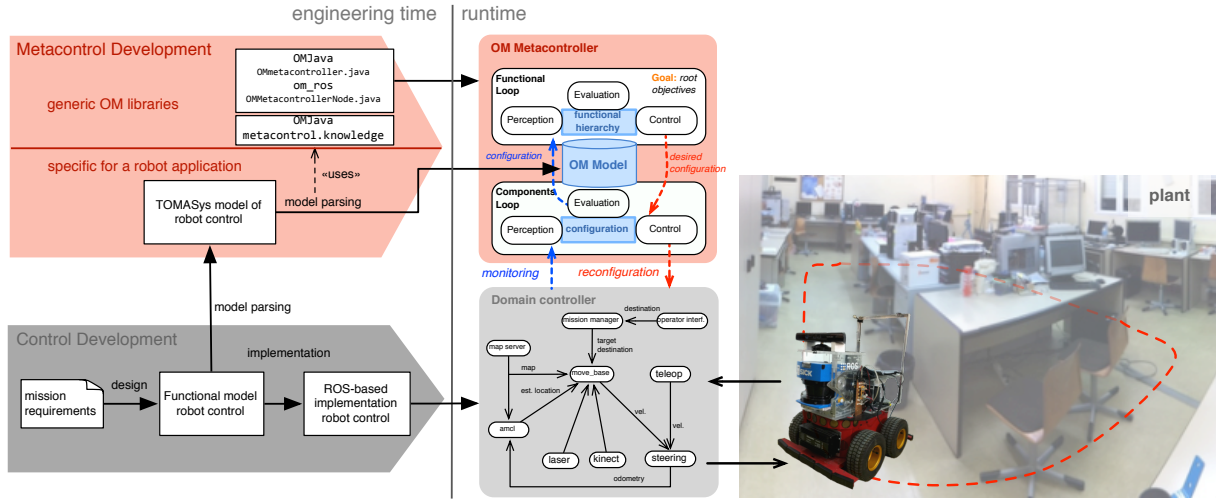 engineering time
runtime
Metacontrol Development
OMJava
OMmetacontroller.java
om_ros
OMMetacontrollerNode.java
generic OM libraries
OMJava
metacontrol.knowledge
specific for a robot application
«uses»
TOMASys model of
robot control
model parsing
model parsing
Control Development
implementation
mission
requirements
design
Functional model
robot control
ROS-based
implementation
robot control
OM Metacontroller
Functional
Loop
Goal: root
objectives
Evaluation
Perception
functional
hierarchy
Control
configuration
OM Model
desired
configuration
Components
Loop
Evaluation
Perception
configuration
Control
monitoring
reconfiguration
Domain controller
destination
mission manager
operator interf.
target
destination
map server
map
move_base
teleop
est. location
vel.
vel.
amcl
laser
kinect
steering
odometry
plant
SICK
ROS